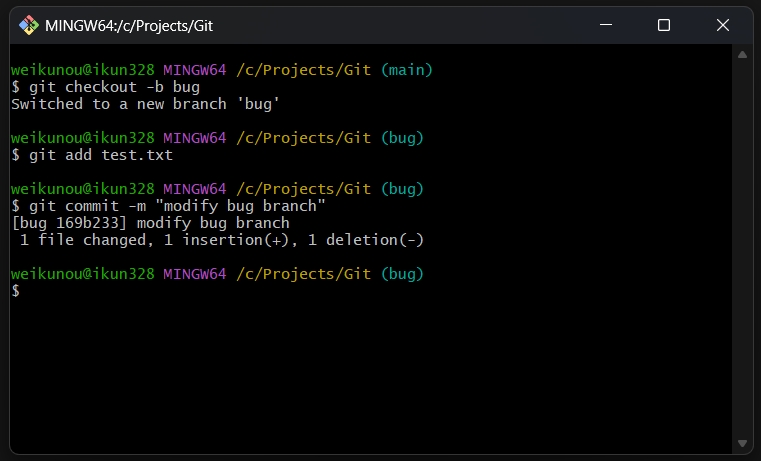 MINGW64:/c/Projects/Git
weikunou@ikun328 MINGW64 /c/Projects/Git (main)
$ git checkout -b bug
Switched to a new branch 'bug'
weikunou@ikun328 MINGW64 /c/Projects/Git (bug)
$ git add test.txt
weikunou@ikun328 MINGW64 /c/Projects/Git (bug)
$ git commit -m "modify bug branch"
[bug 169b233] modify bug branch
 1 file changed, 1 insertion(+), 1 deletion(-)
weikunou@ikun328 MINGW64 /c/Projects/Git (bug)
$